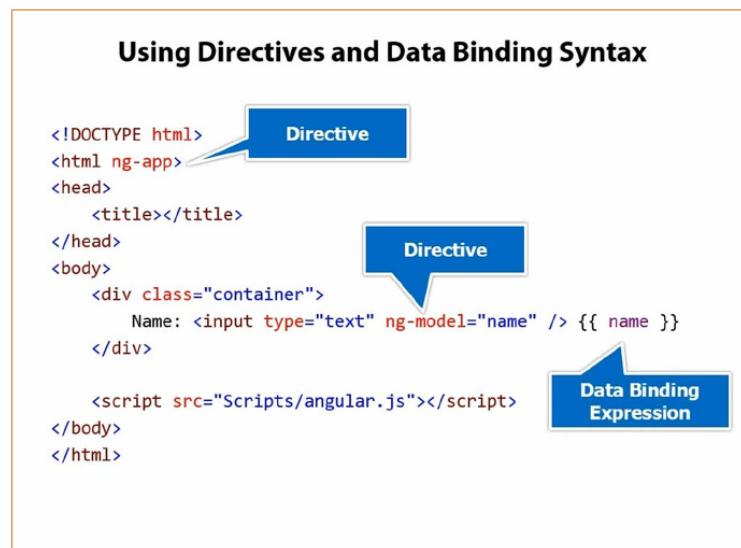 Using Directives and Data Binding Syntax
Directive
<!DOCTYPE html>
<html ng-app>
<head>
<title></title>
</head>
Directive
<body>
<div class="container">
Name: <input type="text" ng-model="name" /> {{ name }}
</div>
Data Binding
Expression
<script src="Scripts/angular.js"></script>
</body>
</html>